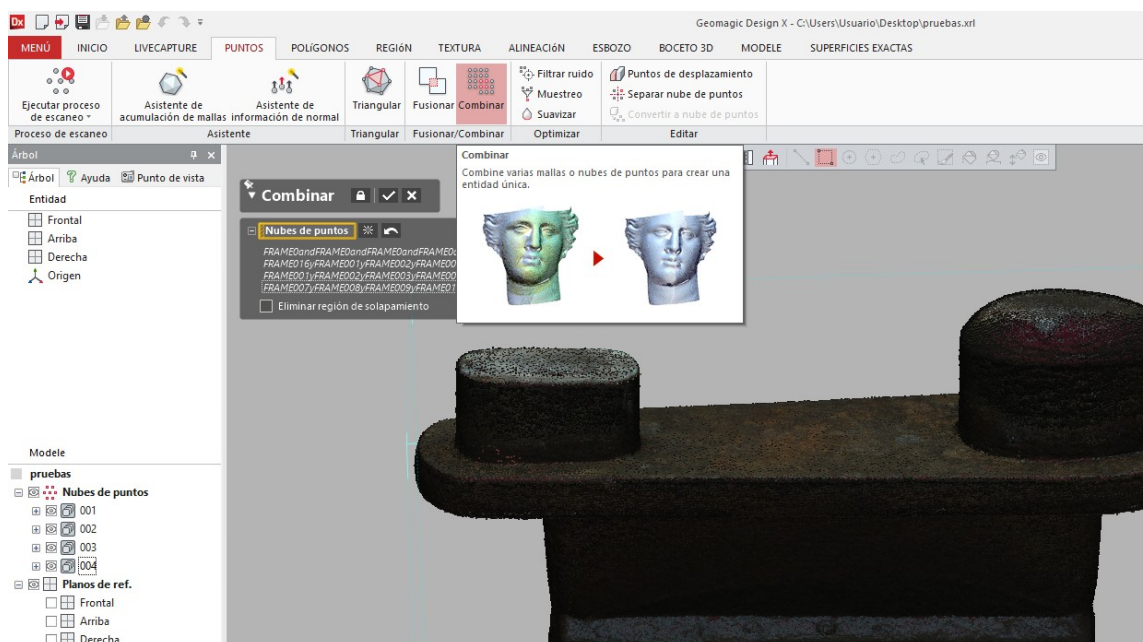 Dx
Geomagic Design X - C:\Users\Usuario\Desktop\pruebas.xrl
MENÚ INICIO LIVECAPTURE PUNTOS POLÍGONOS REGIÓN TEXTURA ALINEACIÓN ESBOZO BOCETO 3D MODELE SUPERFICIES EXACTAS
Ejecutar proceso de escaneo
Asistente de acumulación de mallas
Asistente de información de normal
Triangular
Fusionar
Combinar
Filtrar ruido
Muestreo
Suavizar
Puntos de desplazamiento
Separar nube de puntos
Convertir a nube de puntos
Proceso de escaneo Asistente Triangular Fusionar/Combinar Optimizar Editar
Árbol
Árbol Ayuda Punto de vista
Entidad
Frontal
Arriba
Derecha
Origen
Combinar
Nubes de puntos
FRAME0andFRAME0andFRAME0andFRAME0
FRAME016yFRAME001yFRAME002yFRAME00
FRAME001yFRAME002yFRAME003yFRAME00
FRAME007yFRAME008yFRAME009yFRAME01
Eliminar región de solapamiento
Combinar
Combine varias mallas o nubes de puntos para crear una
entidad única.
Modele
pruebas
Nubes de puntos
001
002
003
004
Planos de ref.
Frontal
Arriba
Derecha